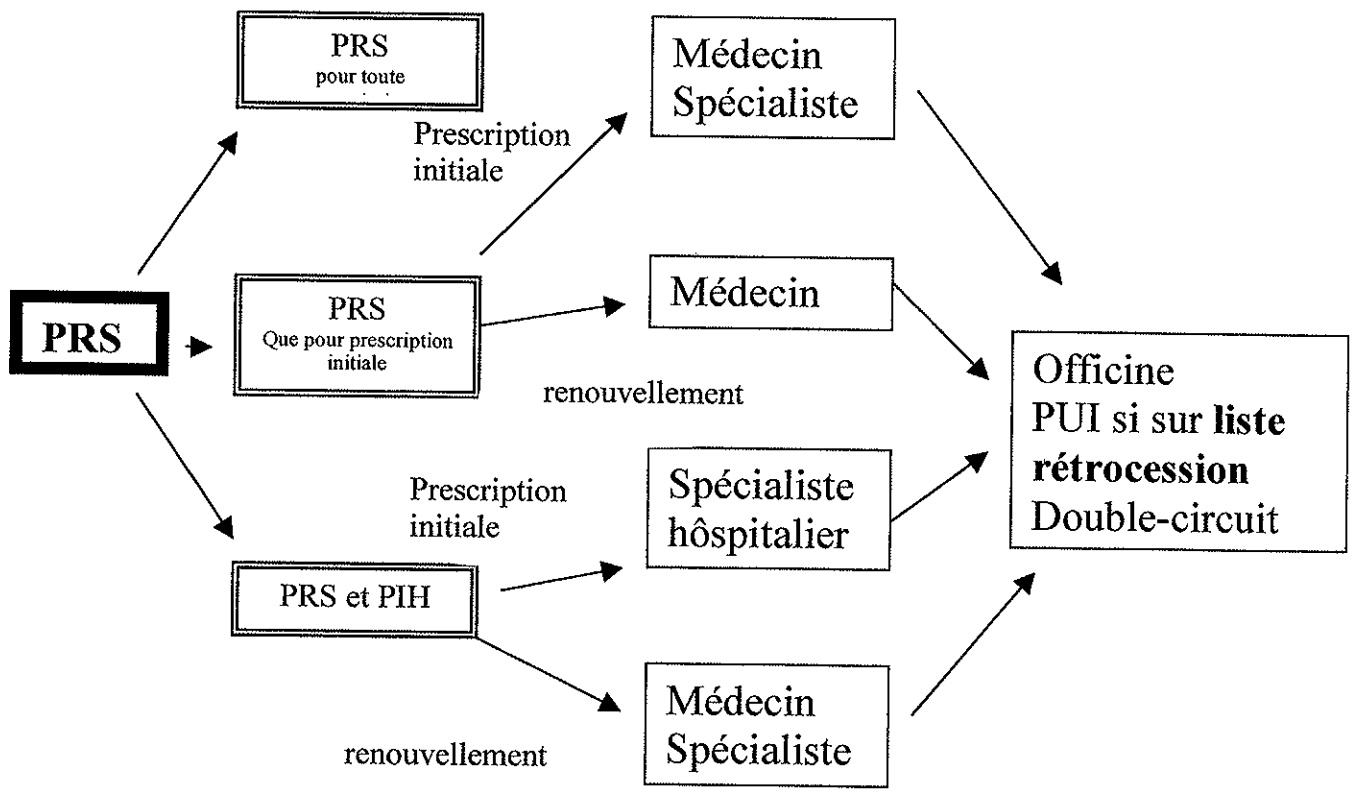 PRS
pour toute
Médecin
Spécialiste
Prescription
initiale
PRS
PRS
Que pour prescription
initiale
Médecin
renouvellement
Officine
PUI si sur liste
rétrocession
Double-circuit
Prescription
initiale
Spécialiste
hôspitalier
PRS et PIH
Médecin
Spécialiste
renouvellement